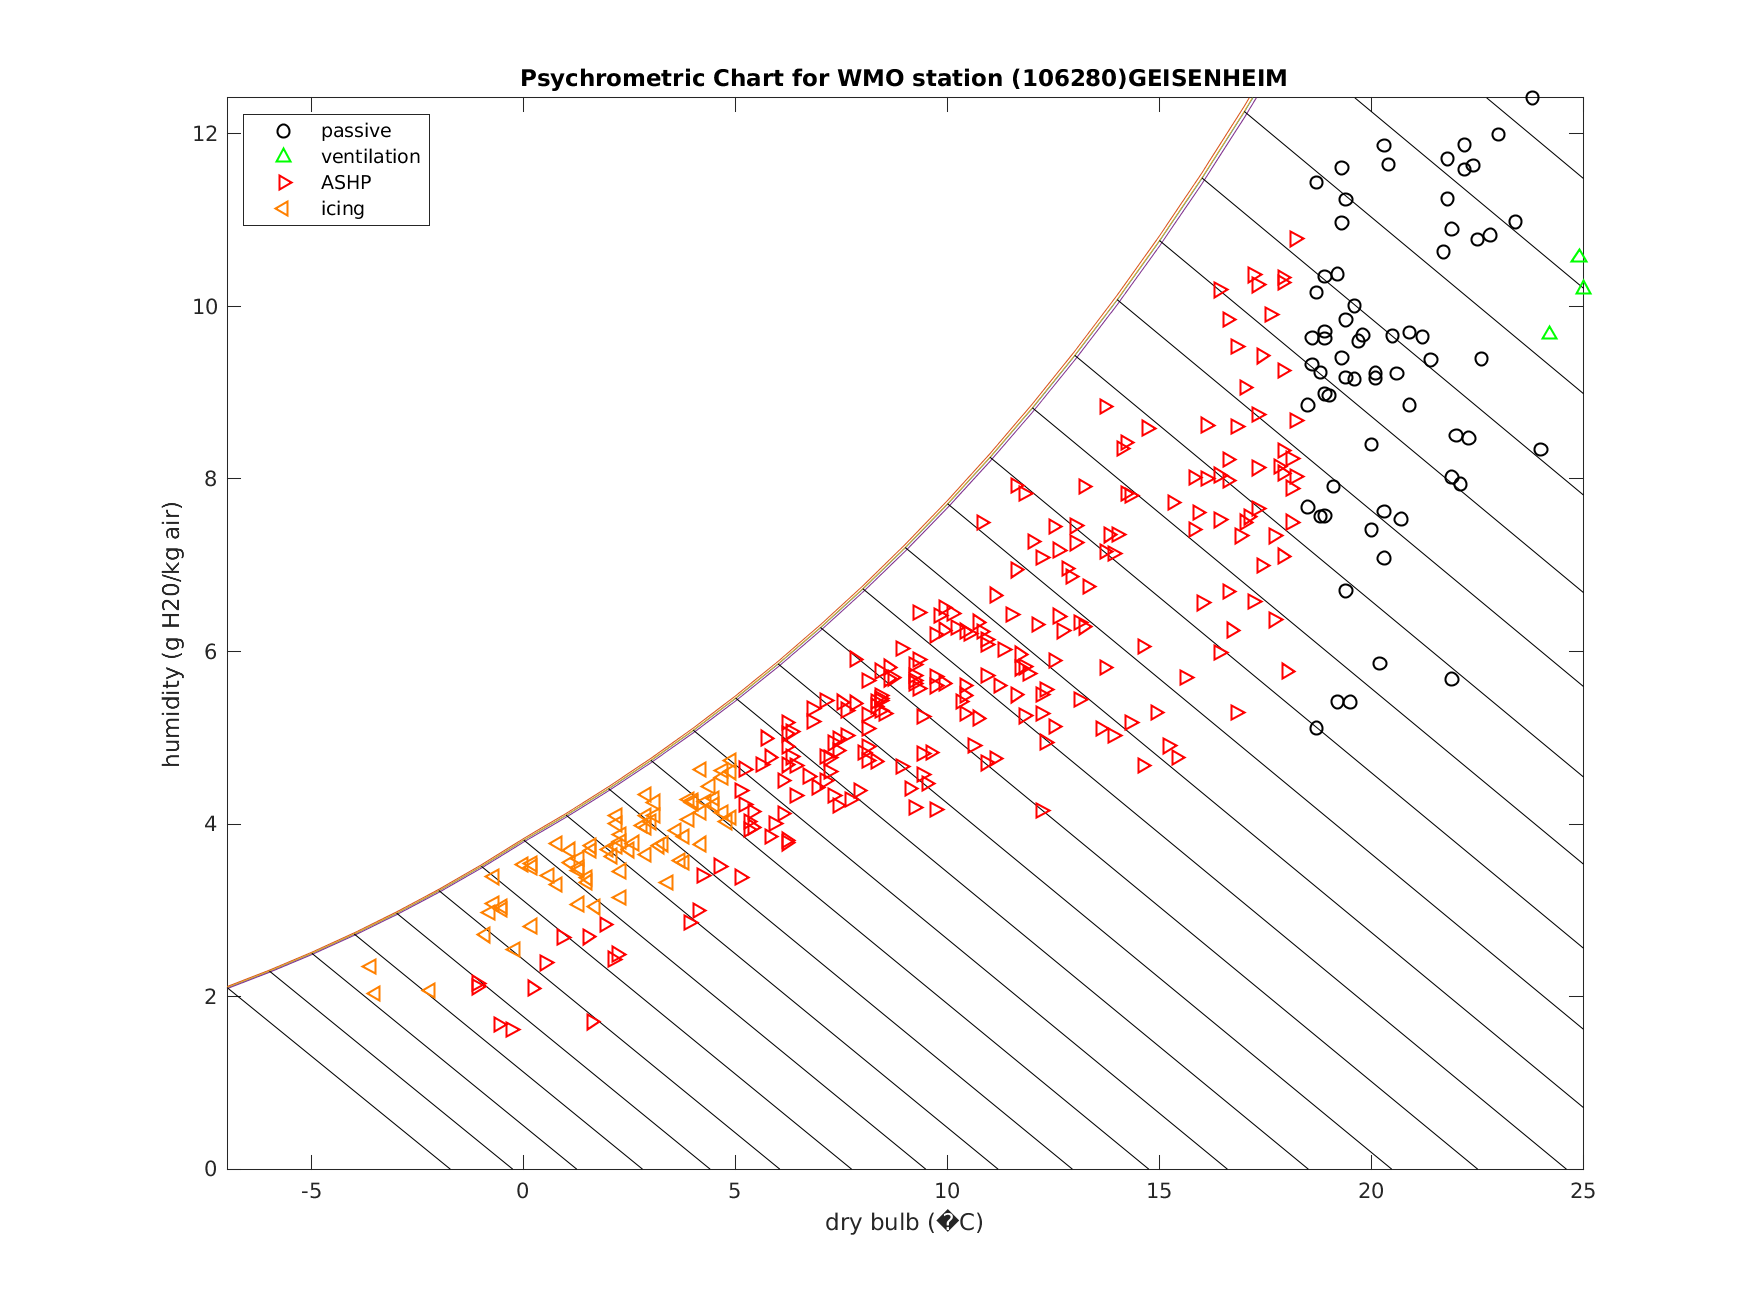 Psychrometric Chart for WMO station (106280)GEISENHEIM
passive
ventilation
ASHP
icing
12
10
8
6
4
2
0
humidity (g H20/kg air)
-5 0 5 10 15 20 25
dry bulb (�C)